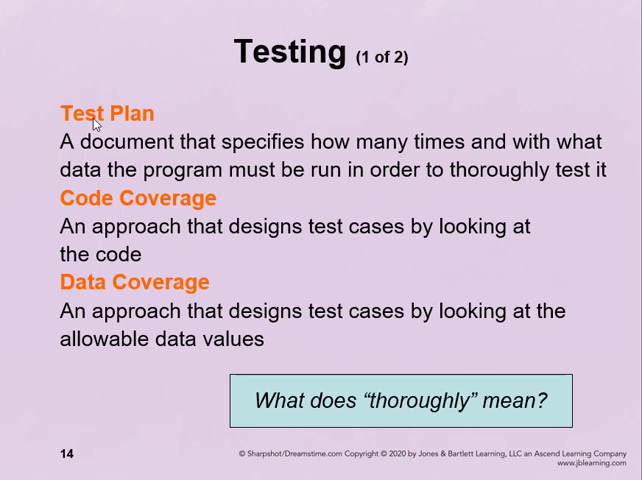 Testing (1 of 2)
Test Plan
A document that specifies how many times and with what
data the program must be run in order to thoroughly test it
Code Coverage
An approach that designs test cases by looking at
the code
Data Coverage
An approach that designs test cases by looking at the
allowable data values
What does “thoroughly” mean?
14
© Sharpshot/Dreamstime.com Copyright © 2020 by Jones & Bartlett Learning, LLC an Ascend Learning Company
www.jblearning.com